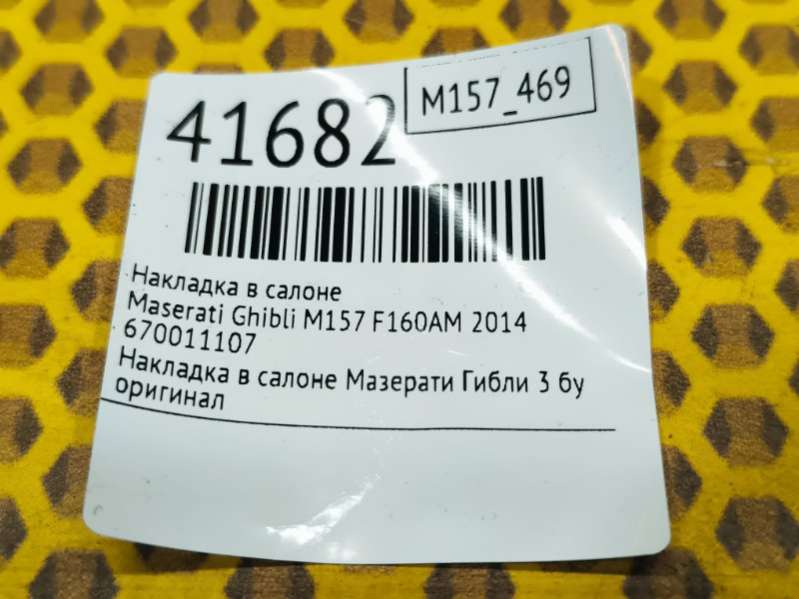 41682
M157_469
Накладка в салоне
Maserati Ghibli M157 F160AM 2014
670011107
Накладка в салоне Мазерати Гибли 3 бу
оригинал